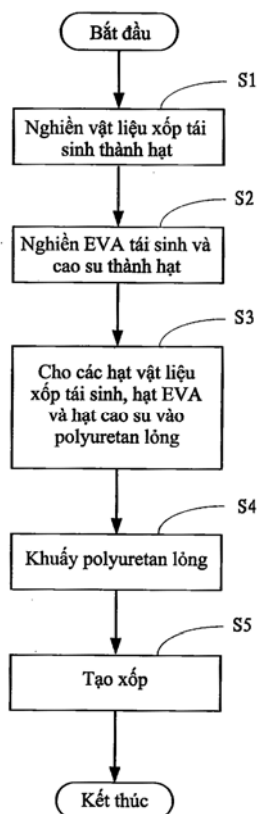 Bắt đầu
S1
Nghiền vật liệu xốp tái
sinh thành hạt
S2
Nghiền EVA tái sinh và
cao su thành hạt
S3
Cho các hạt vật liệu
xốp tái sinh, hạt EVA
và hạt cao su vào
polyuretan lỏng
S4
Khuấy polyuretan lỏng
S5
Tạo xốp
Kết thúc